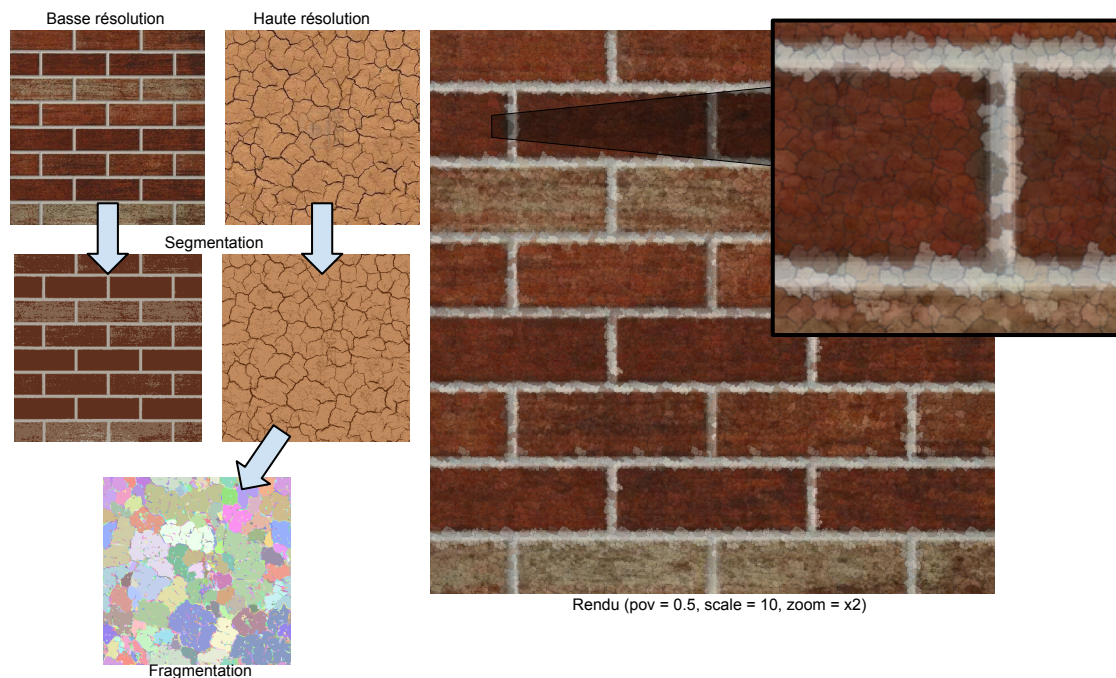 Basse résolution
Haute résolution
Segmentation
Rendu (pov = 0.5, scale = 10, zoom = x2)
Fragmentation